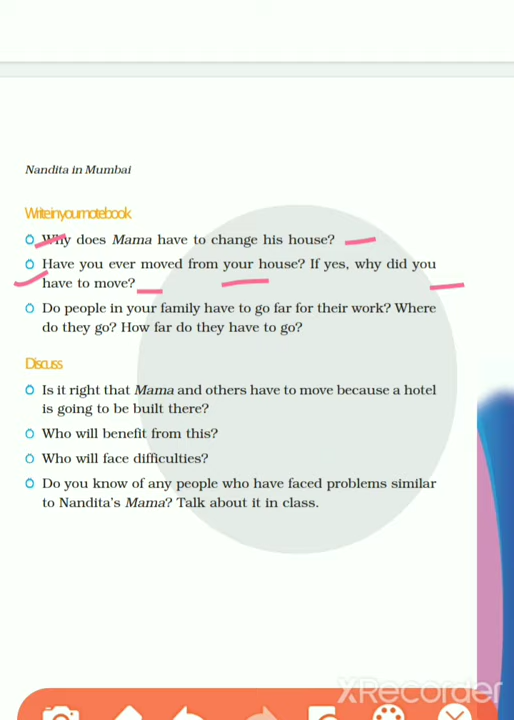 Nandita in Mumbai
Write in your notebook
Why does Mama have to change his house?
Have you ever moved from your house? If yes, why did you
have to move?
Do people in your family have to go far for their work? Where
do they go? How far do they have to go?
Discuss
Is it right that Mama and others have to move because a hotel
is going to be built there?
Who will benefit from this?
Who will face difficulties?
Do you know of any people who have faced problems similar
to Nandita's Mama? Talk about it in class.
XRecorder